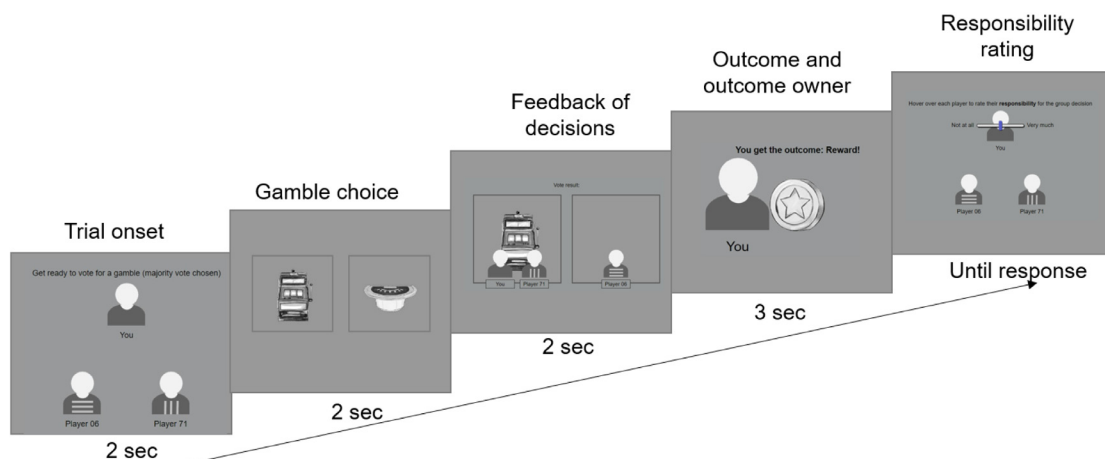 Trial onset
Get ready to vote for a gamble (majority vote chosen)
You
Player 06 Player 71
2 sec
Gamble choice
2 sec
Feedback of
decisions
Vote result
You Player 71 Player 06
2 sec
Outcome and
outcome owner
You get the outcome: Reward!
You
3 sec
Responsibility
rating
Hover over each player to rate their responsibility for the group decision
Not at all Very much
You
Player 06 Player 71
Until response